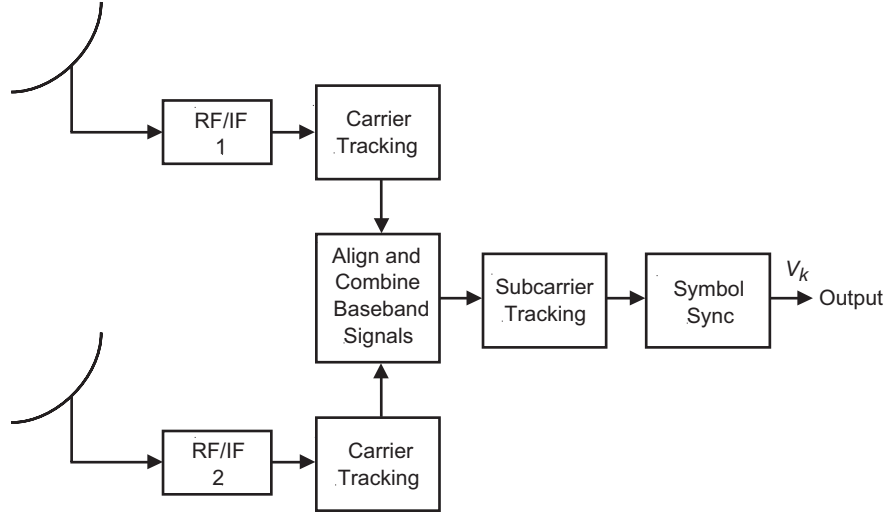 RF/IF
1
Carrier
Tracking
Align and
Combine
Baseband
Signals
Subcarrier
Tracking
Symbol
Sync
Vk
Output
RF/IF
2
Carrier
Tracking